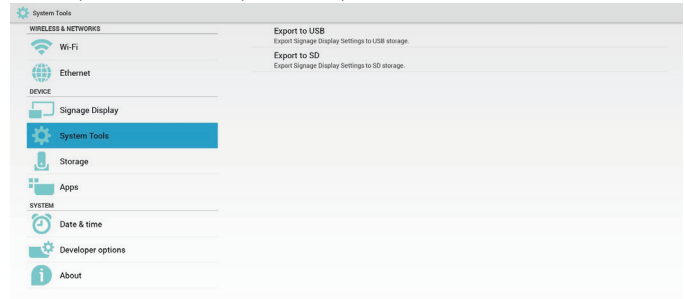 System Tools
WIRELESS & NETWORKS
Wi-Fi
Ethernet
DEVICE
Signage Display
System Tools
Storage
Apps
SYSTEM
Date & time
Developer options
About
Export to USB
Export Signage Display Settings to USB storage.
Export to SD
Export Signage Display Settings to SD storage.